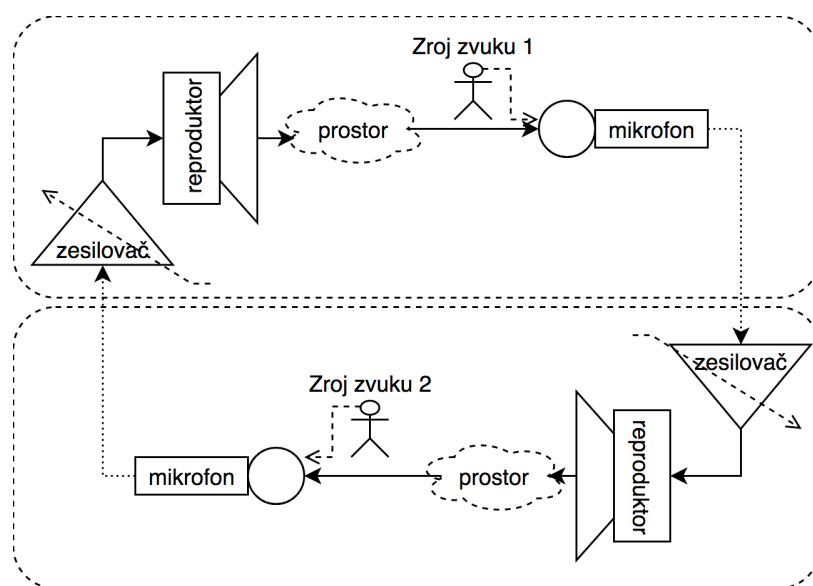 Zroj zvuku 1
reproduktor
prostor
mikrofon
zesilovač
zesilovač
Zroj zvuku 2
mikrofon
prostor
reproduktor